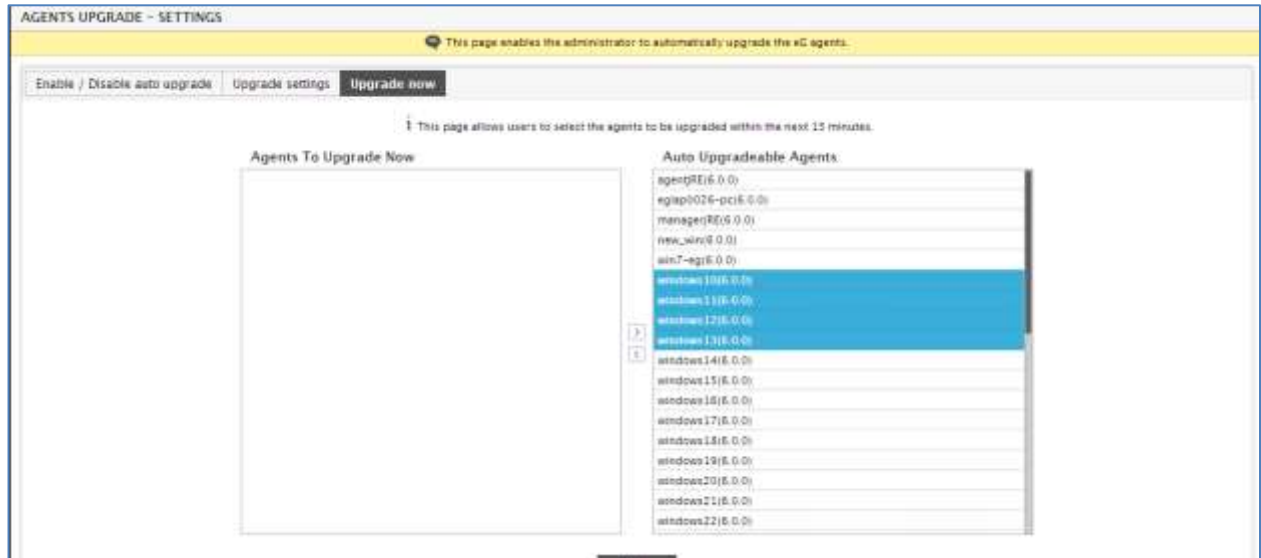 AGENTS UPGRADE - SETTINGS
This page enables the administrator to automatically upgrade the eG agents.
Enable / Disable auto upgrade Upgrade settings Upgrade now
This page allows users to select the agents to be upgraded within the next 15 minutes.
Agents To Upgrade Now
Auto Upgradeable Agents
agentJRE(6.0.0)
eglap0026-pc(6.0.0)
managerJRE(6.0.0)
new_win(6.0.0)
win7-eg(6.0.0)
windows10(6.0.0)
windows11(6.0.0)
windows12(6.0.0)
windows13(6.0.0)
windows14(6.0.0)
windows15(6.0.0)
windows16(6.0.0)
windows17(6.0.0)
windows18(6.0.0)
windows19(6.0.0)
windows20(6.0.0)
windows21(6.0.0)
windows22(6.0.0)